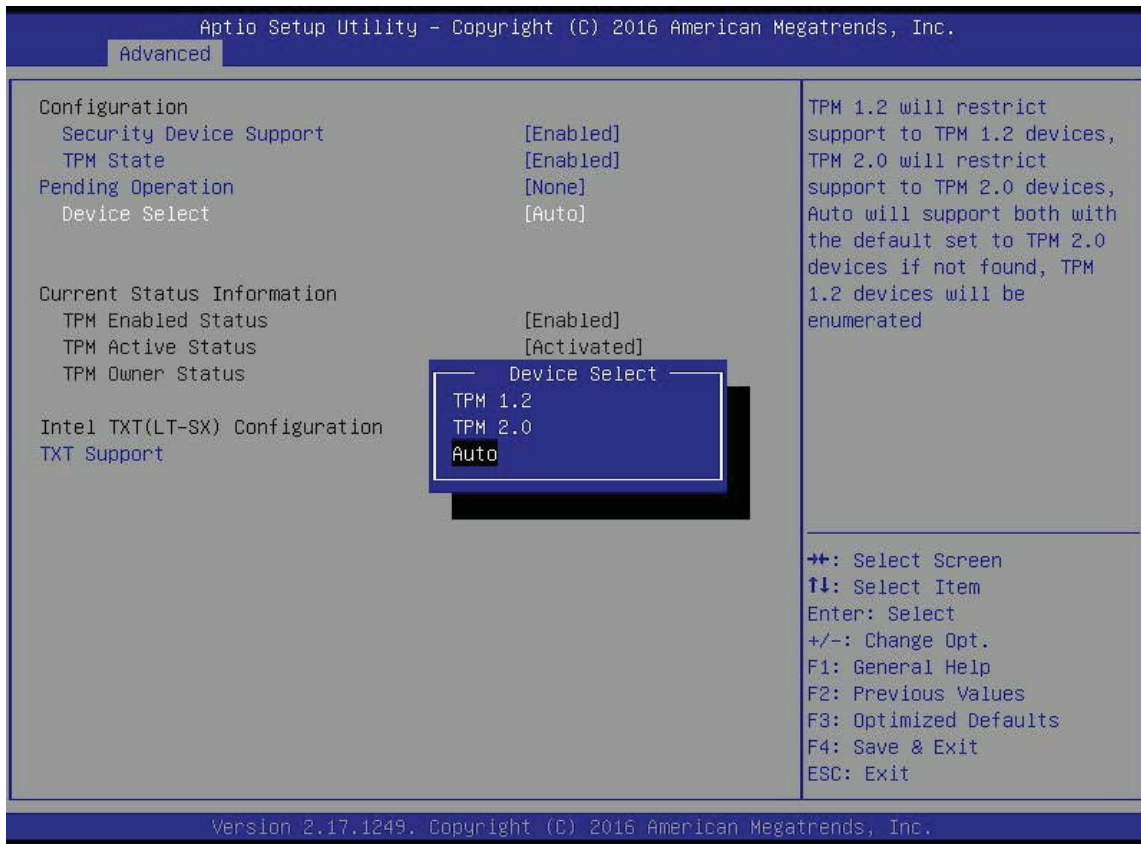 Aptio Setup Utility – Copyright (C) 2016 American Megatrends, Inc.
Advanced
Configuration
Security Device Support [Enabled]
TPM State [Enabled]
Pending Operation [None]
Device Select [Auto]
Current Status Information
TPM Enabled Status [Enabled]
TPM Active Status [Activated]
TPM Owner Status
Intel TXT(LT-SX) Configuration
TXT Support
Device Select
TPM 1.2
TPM 2.0
Auto
TPM 1.2 will restrict
support to TPM 1.2 devices,
TPM 2.0 will restrict
support to TPM 2.0 devices,
Auto will support both with
the default set to TPM 2.0
devices if not found, TPM
1.2 devices will be
enumerated
→←: Select Screen
↑↓: Select Item
Enter: Select
+/-: Change Opt.
F1: General Help
F2: Previous Values
F3: Optimized Defaults
F4: Save & Exit
ESC: Exit
Version 2.17.1249. Copyright (C) 2016 American Megatrends, Inc.